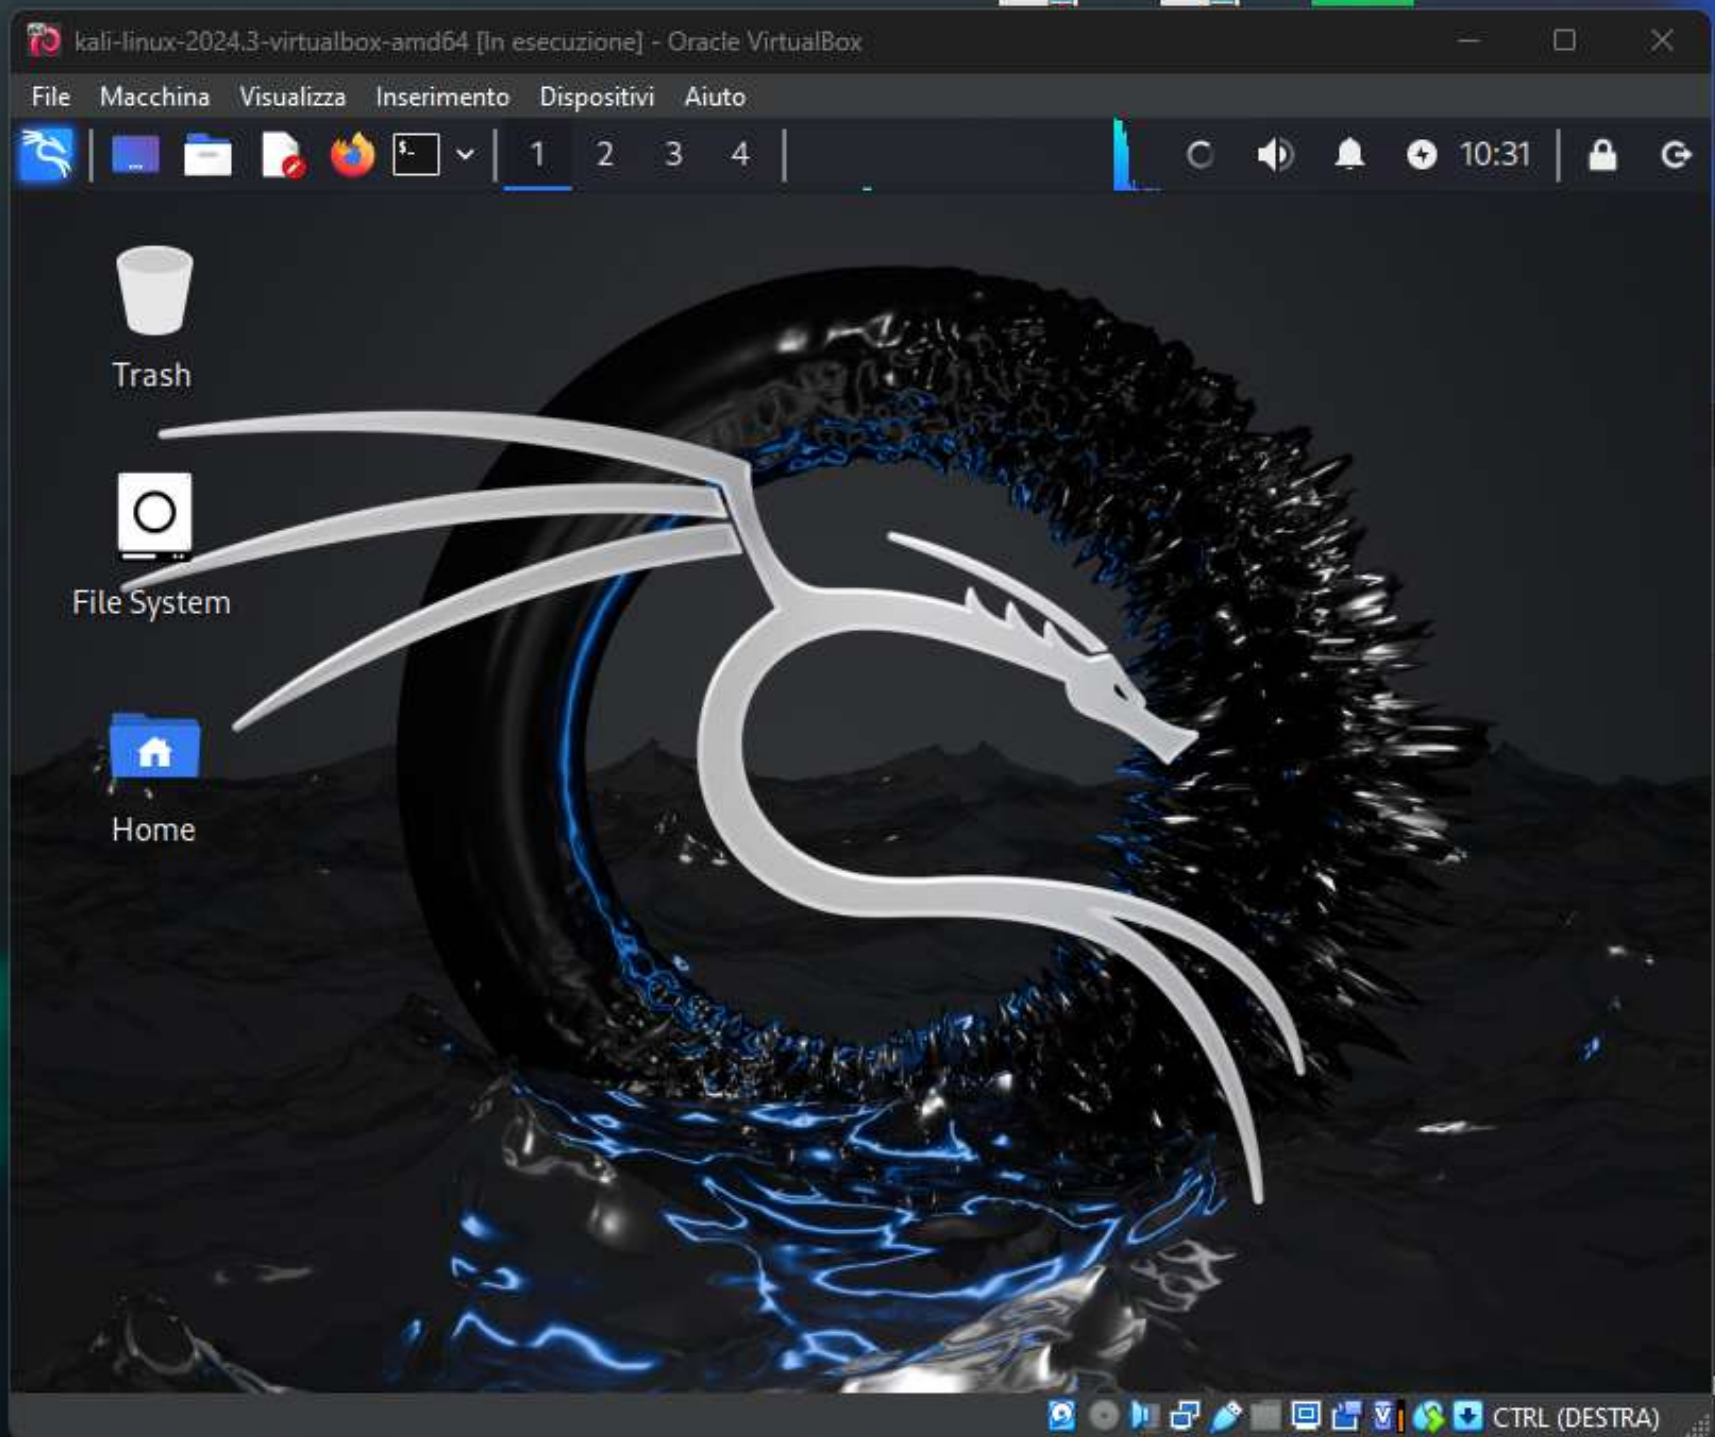 kali-linux-2024.3-virtualbox-amd64 [In esecuzione] - Oracle VirtualBox
File Macchina Visualizza Inserimento Dispositivi Aiuto
$- 1 2 3 4 10:31
Trash
File System
Home
CTRL (DESTRA)